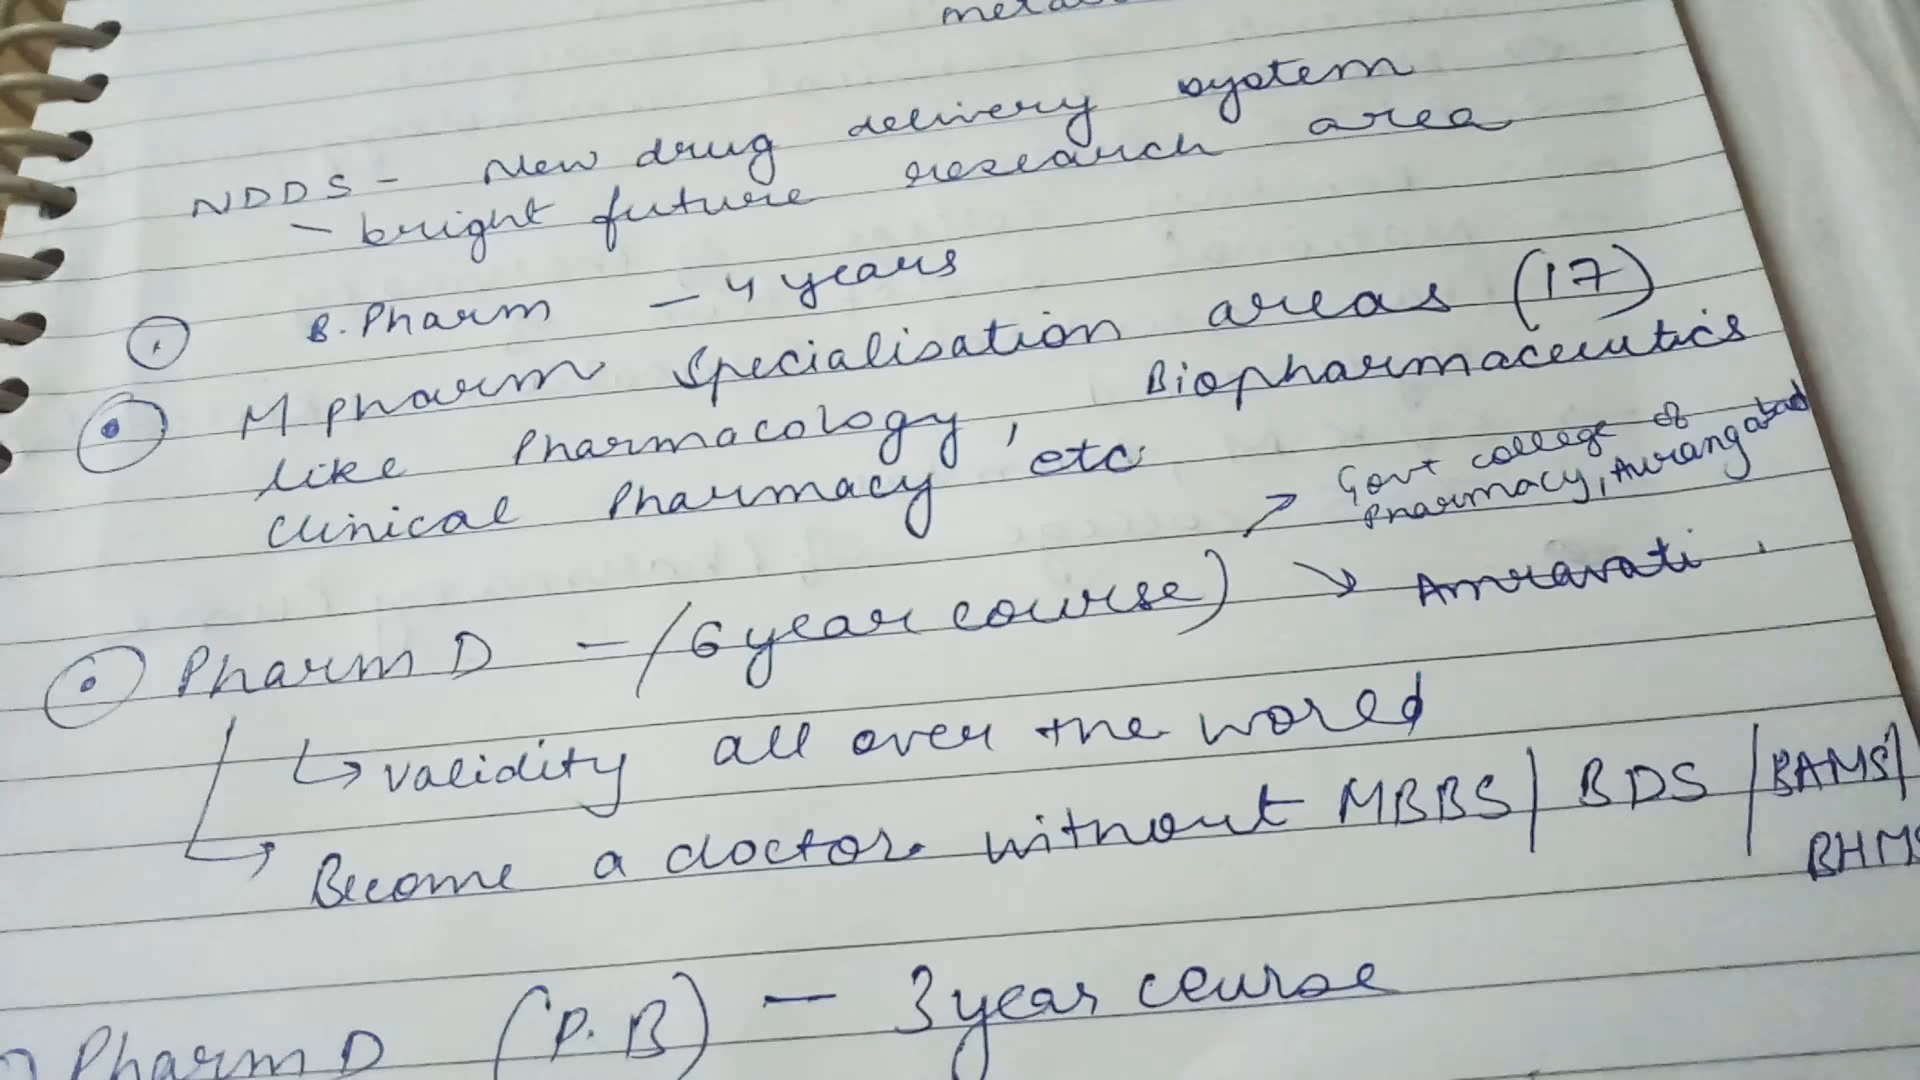 NDDS - New drug delivery system
- bright future research area
B. Pharm - 4 years
M pharm Specialisation areas (17)
like Pharmacology, Biopharmaceutics
Clinical Pharmacy, etc
Govt college of
Pharmacy, Aurangabad
Pharm D - (6 year course) → Amravati
↳ validity all over the world
↳ Become a doctor without MBBS / BDS / BAMS /
BHMS
Pharm D (P.B) - 3 year course